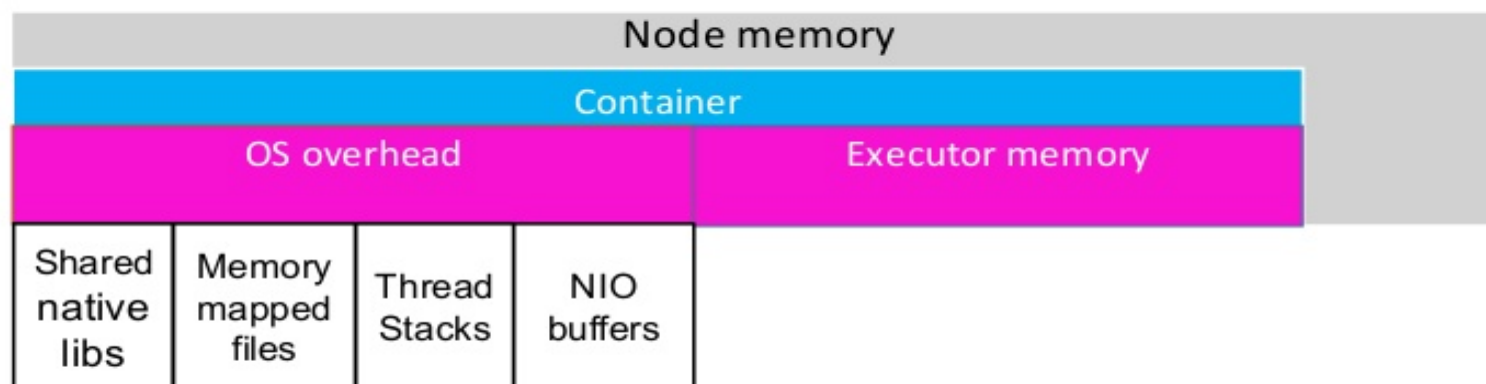 Node memory
Container
OS overhead
Executor memory
Shared
native
libs
Memory
mapped
files
Thread
Stacks
NIO
buffers